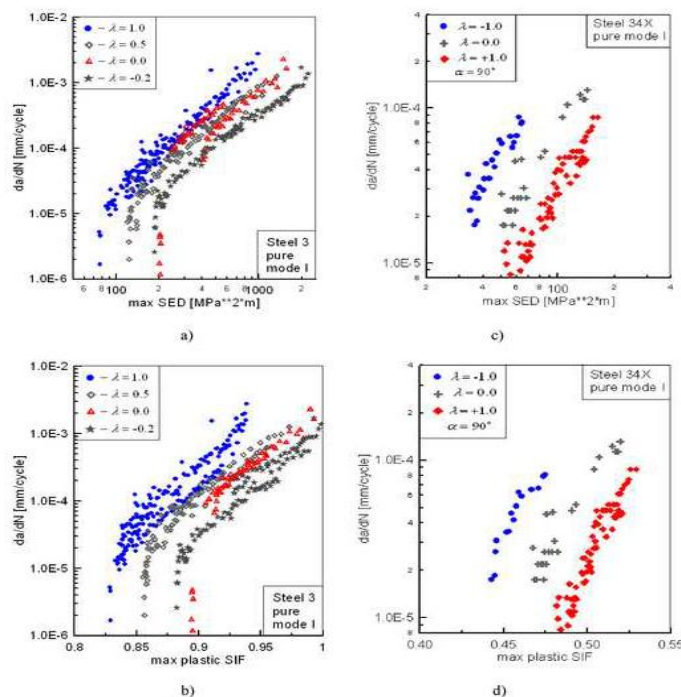 − λ = 1.0
− λ = 0.5
− λ = 0.0
− λ = -0.2
Steel 3
pure mode I
1.0E-2
1.0E-3
1.0E-4
1.0E-5
1.0E-6
da/dN [mm/cycle]
6 8 100 2 4 6 8 1000 2
max SED [MPa**2*m]
a)
λ = -1.0
λ = 0.0
λ = +1.0
α = 90°
Steel 34X
pure mode I
4
2
1.0E-4
8
6
4
2
1.0E-5
8
da/dN [mm/cycle]
20 4 6 8 100 2 4
max SED [MPa**2*m]
c)
− λ = 1.0
− λ = 0.5
− λ = 0.0
− λ = -0.2
Steel 3
pure mode I
1.0E-2
1.0E-3
1.0E-4
1.0E-5
1.0E-6
da/dN [mm/cycle]
0.8 0.85 0.9 0.95 1
max plastic SIF
b)
λ = -1.0
λ = 0.0
λ = +1.0
α = 90°
Steel 34X
pure mode I
4
2
1.0E-4
8
6
4
2
1.0E-5
8
da/dN [mm/cycle]
0.40 0.45 0.50 0.55
max plastic SIF
d)